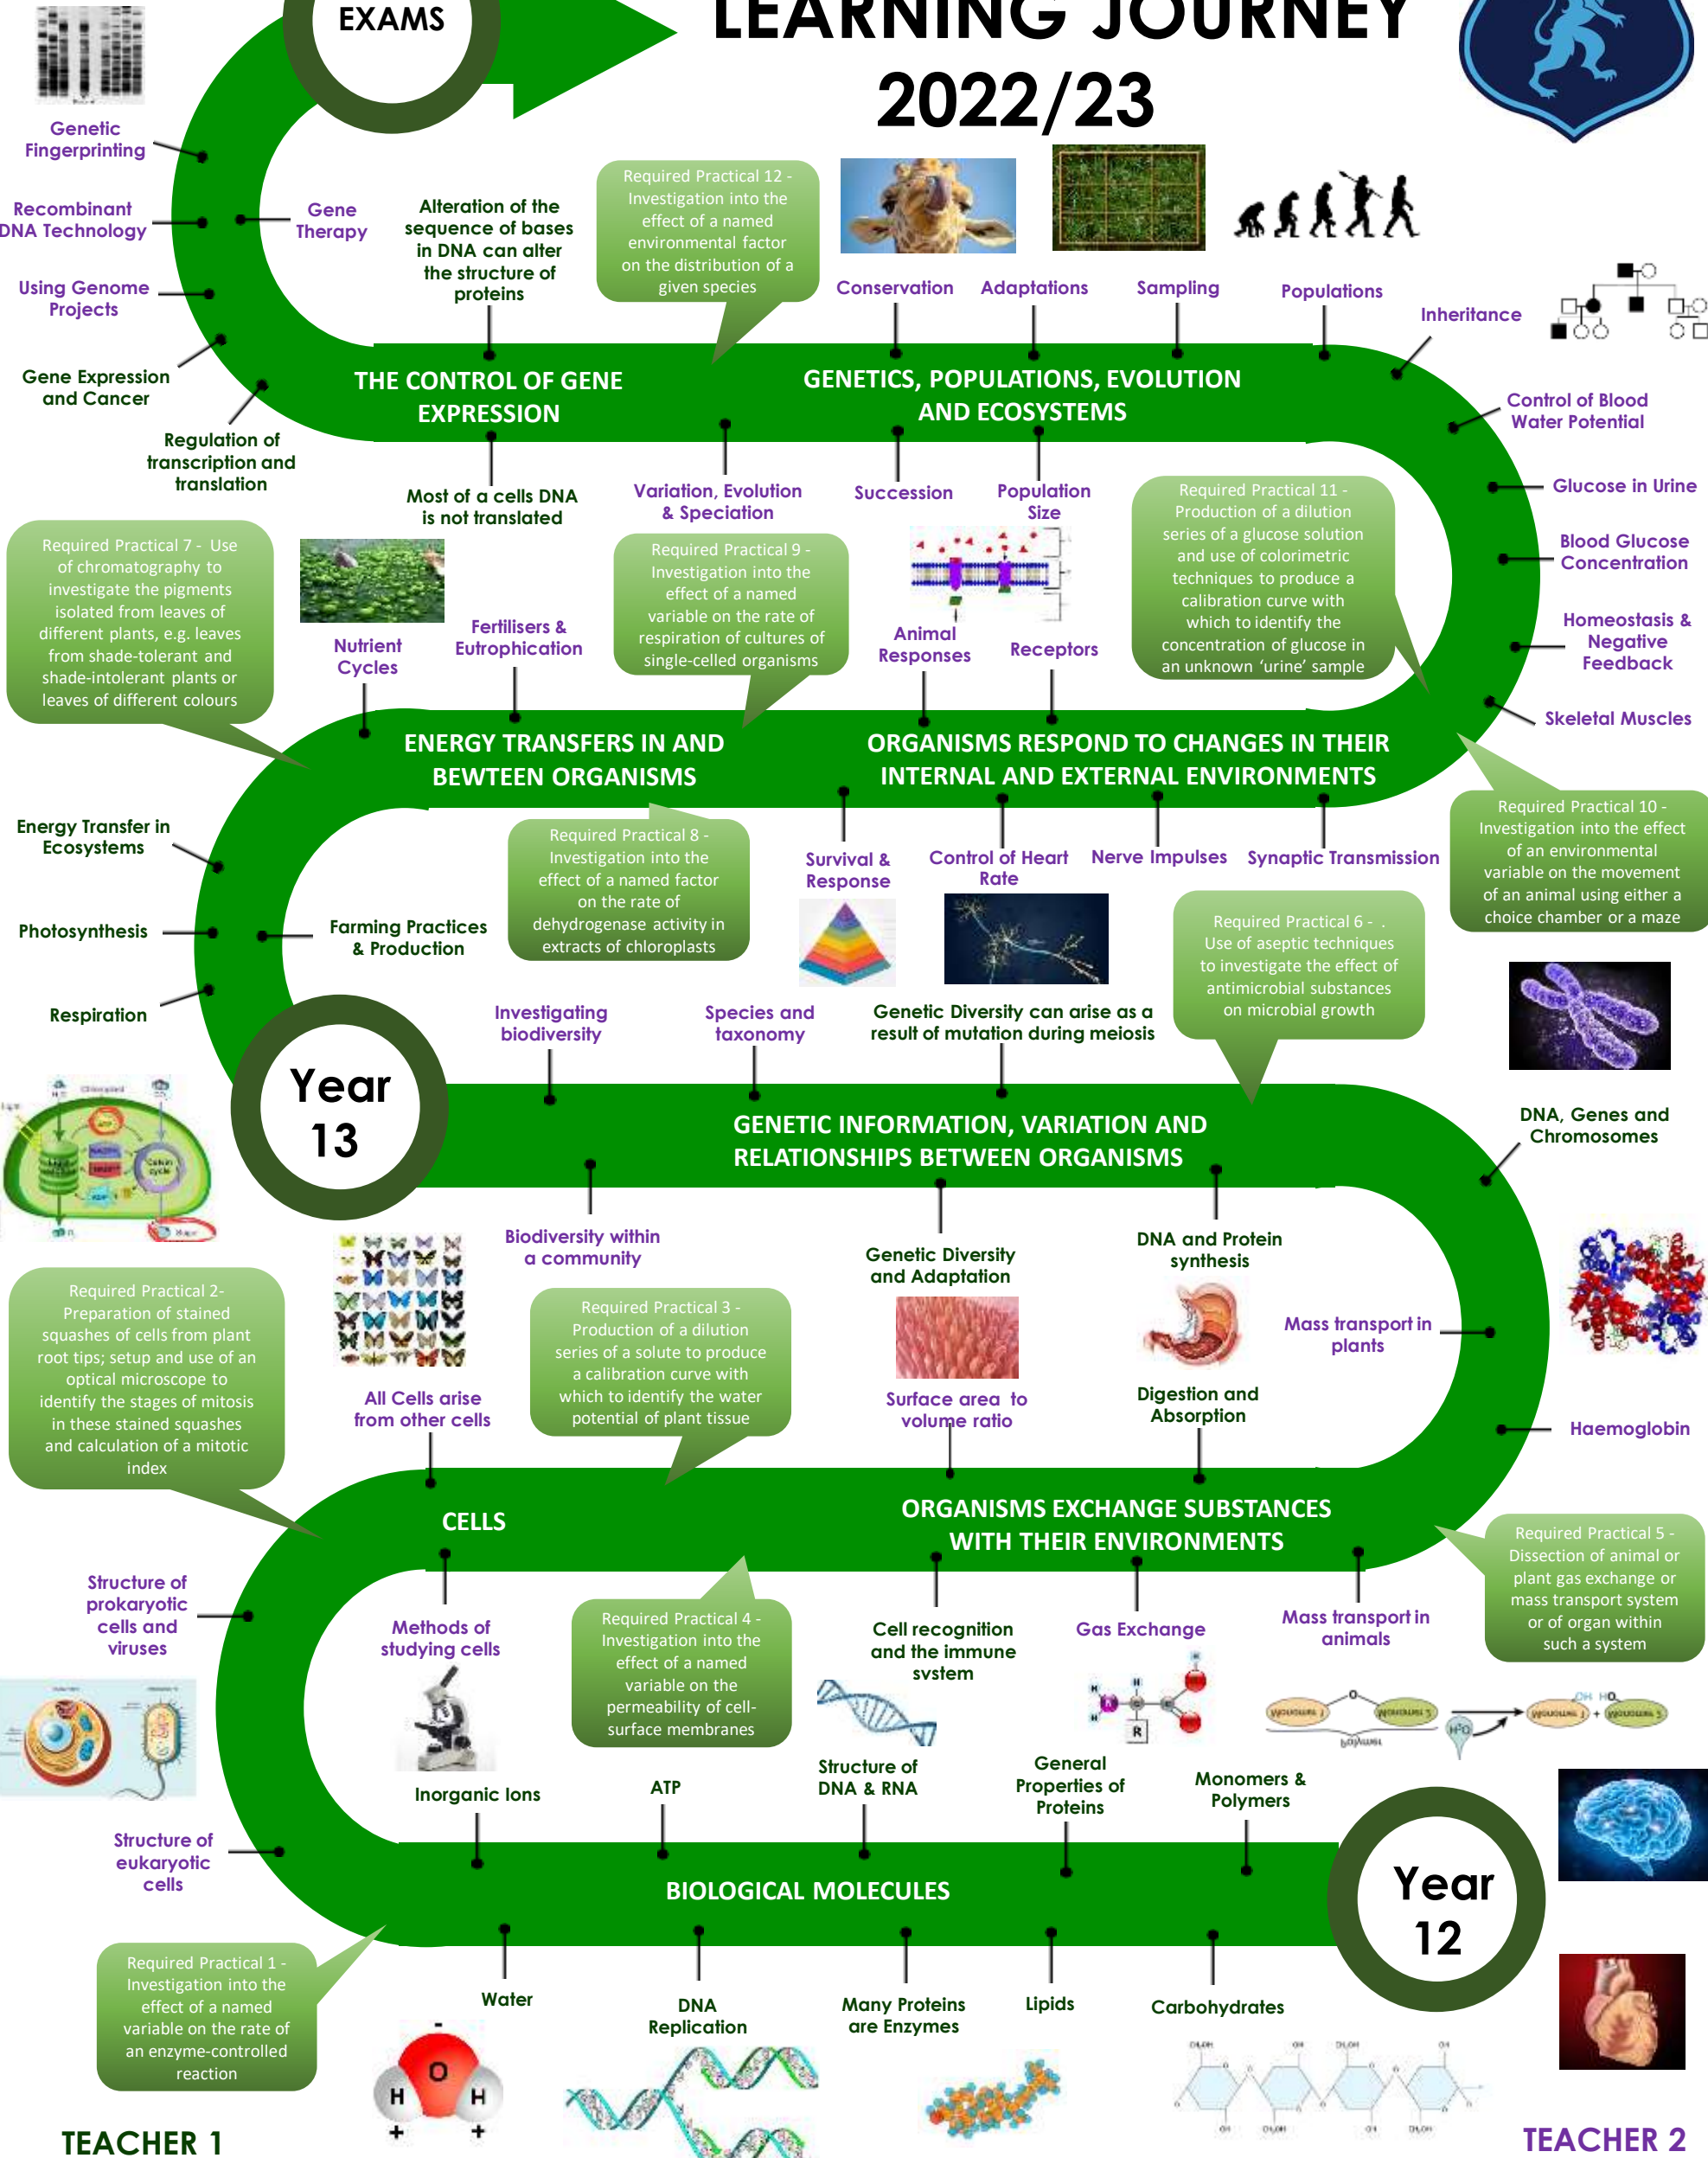 EXAMS
LEARNING JOURNEY
2022/23
Genetic
Fingerprinting
Recombinant
DNA Technology
Gene
Therapy
Using Genome
Projects
Gene Expression
and Cancer
Regulation of
transcription and
translation
Alteration of the
sequence of bases
in DNA can alter
the structure of
proteins
Required Practical 12 -
Investigation into the
effect of a named
environmental factor
on the distribution of a
given species
Conservation
Adaptations
Sampling
Populations
Inheritance
THE CONTROL OF GENE
EXPRESSION
GENETICS, POPULATIONS, EVOLUTION
AND ECOSYSTEMS
Control of Blood
Water Potential
Glucose in Urine
Blood Glucose
Concentration
Homeostasis &
Negative
Feedback
Skeletal Muscles
Most of a cells DNA
is not translated
Variation, Evolution
& Speciation
Succession
Population
Size
Required Practical 11 -
Production of a dilution
series of a glucose solution
and use of colorimetric
techniques to produce a
calibration curve with
which to identify the
concentration of glucose in
an unknown ‘urine’ sample
Required Practical 7 - Use
of chromatography to
investigate the pigments
isolated from leaves of
different plants, e.g. leaves
from shade-tolerant and
shade-intolerant plants or
leaves of different colours
Nutrient
Cycles
Fertilisers &
Eutrophication
Required Practical 9 -
Investigation into the
effect of a named
variable on the rate of
respiration of cultures of
single-celled organisms
Animal
Responses
Receptors
ENERGY TRANSFERS IN AND
BEWTEEN ORGANISMS
ORGANISMS RESPOND TO CHANGES IN THEIR
INTERNAL AND EXTERNAL ENVIRONMENTS
Energy Transfer in
Ecosystems
Photosynthesis
Respiration
Farming Practices
& Production
Required Practical 8 -
Investigation into the
effect of a named factor
on the rate of
dehydrogenase activity in
extracts of chloroplasts
Survival &
Response
Control of Heart
Rate
Nerve Impulses
Synaptic Transmission
Required Practical 10 -
Investigation into the effect
of an environmental
variable on the movement
of an animal using either a
choice chamber or a maze
Required Practical 6 - .
Use of aseptic techniques
to investigate the effect of
antimicrobial substances
on microbial growth
Investigating
biodiversity
Species and
taxonomy
Genetic Diversity can arise as a
result of mutation during meiosis
Year
13
GENETIC INFORMATION, VARIATION AND
RELATIONSHIPS BETWEEN ORGANISMS
DNA, Genes and
Chromosomes
Biodiversity within
a community
Genetic Diversity
and Adaptation
DNA and Protein
synthesis
Mass transport in
plants
Haemoglobin
Required Practical 2-
Preparation of stained
squashes of cells from plant
root tips; setup and use of an
optical microscope to
identify the stages of mitosis
in these stained squashes
and calculation of a mitotic
index
All Cells arise
from other cells
Required Practical 3 -
Production of a dilution
series of a solute to produce
a calibration curve with
which to identify the water
potential of plant tissue
Surface area to
volume ratio
Digestion and
Absorption
CELLS
ORGANISMS EXCHANGE SUBSTANCES
WITH THEIR ENVIRONMENTS
Required Practical 5 -
Dissection of animal or
plant gas exchange or
mass transport system
or of organ within
such a system
Structure of
prokaryotic
cells and
viruses
Methods of
studying cells
Required Practical 4 -
Investigation into the
effect of a named
variable on the
permeability of cell-
surface membranes
Cell recognition
and the immune
system
Gas Exchange
Mass transport in
animals
H
H
H
N
C
C
R
Monomer 1
O
Monomer 2
polymer
H2O
OH HO
Monomer 1 + Monomer 2
Structure of
eukaryotic
cells
Inorganic Ions
ATP
Structure of
DNA & RNA
General
Properties of
Proteins
Monomers &
Polymers
BIOLOGICAL MOLECULES
Year
12
Required Practical 1 -
Investigation into the
effect of a named
variable on the rate of
an enzyme-controlled
reaction
Water
DNA
Replication
Many Proteins
are Enzymes
Lipids
Carbohydrates
-
O
H
H
+
+
TEACHER 1
TEACHER 2